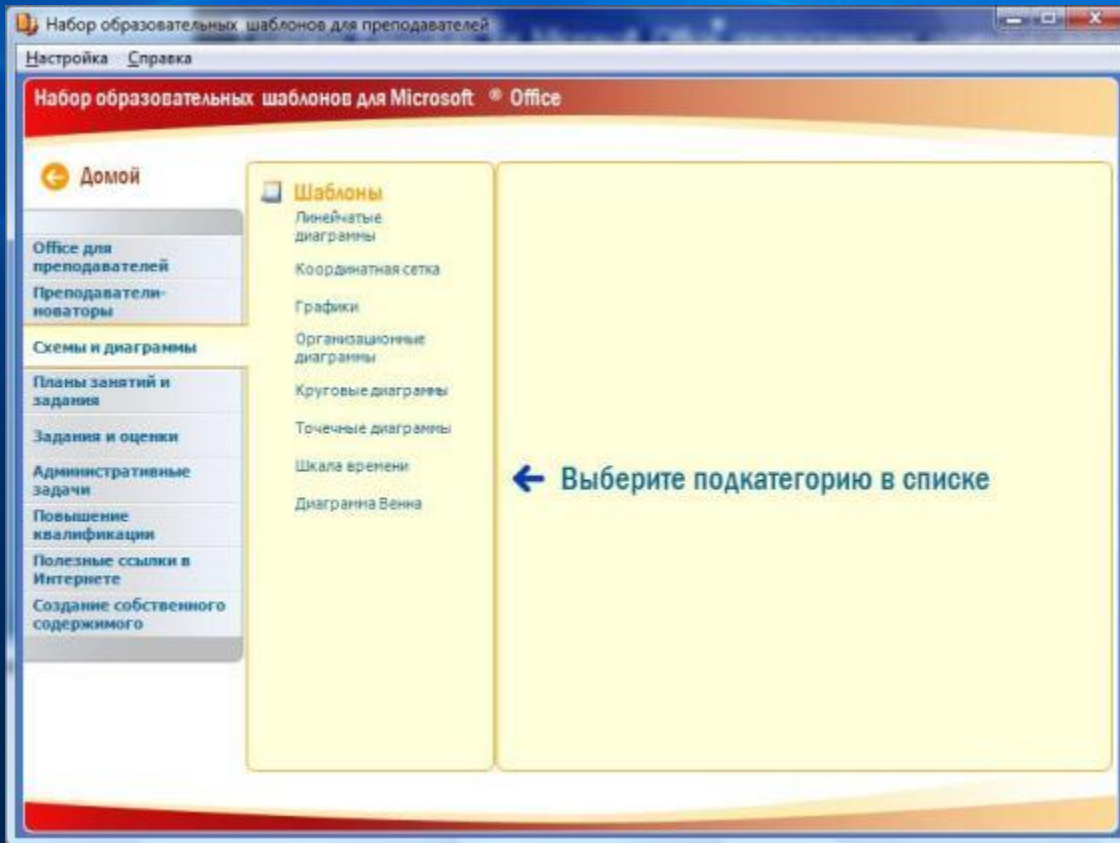 Набор образовательных шаблонов для преподавателей
Настройка Справка
Набор образовательных шаблонов для Microsoft ® Office
Домой
Office для
преподавателей
Преподаватели-
новаторы
Схемы и диаграммы
Планы занятий и
задания
Задания и оценки
Административные
задачи
Повышение
квалификации
Полезные ссылки в
Интернете
Создание собственного
содержимого
Шаблоны
Линейчатые
диаграммы
Координатная сетка
Графики
Организационные
диаграммы
Круговые диаграммы
Точечные диаграммы
Шкала времени
Диаграмма Венна
Выберите подкатегорию в списке